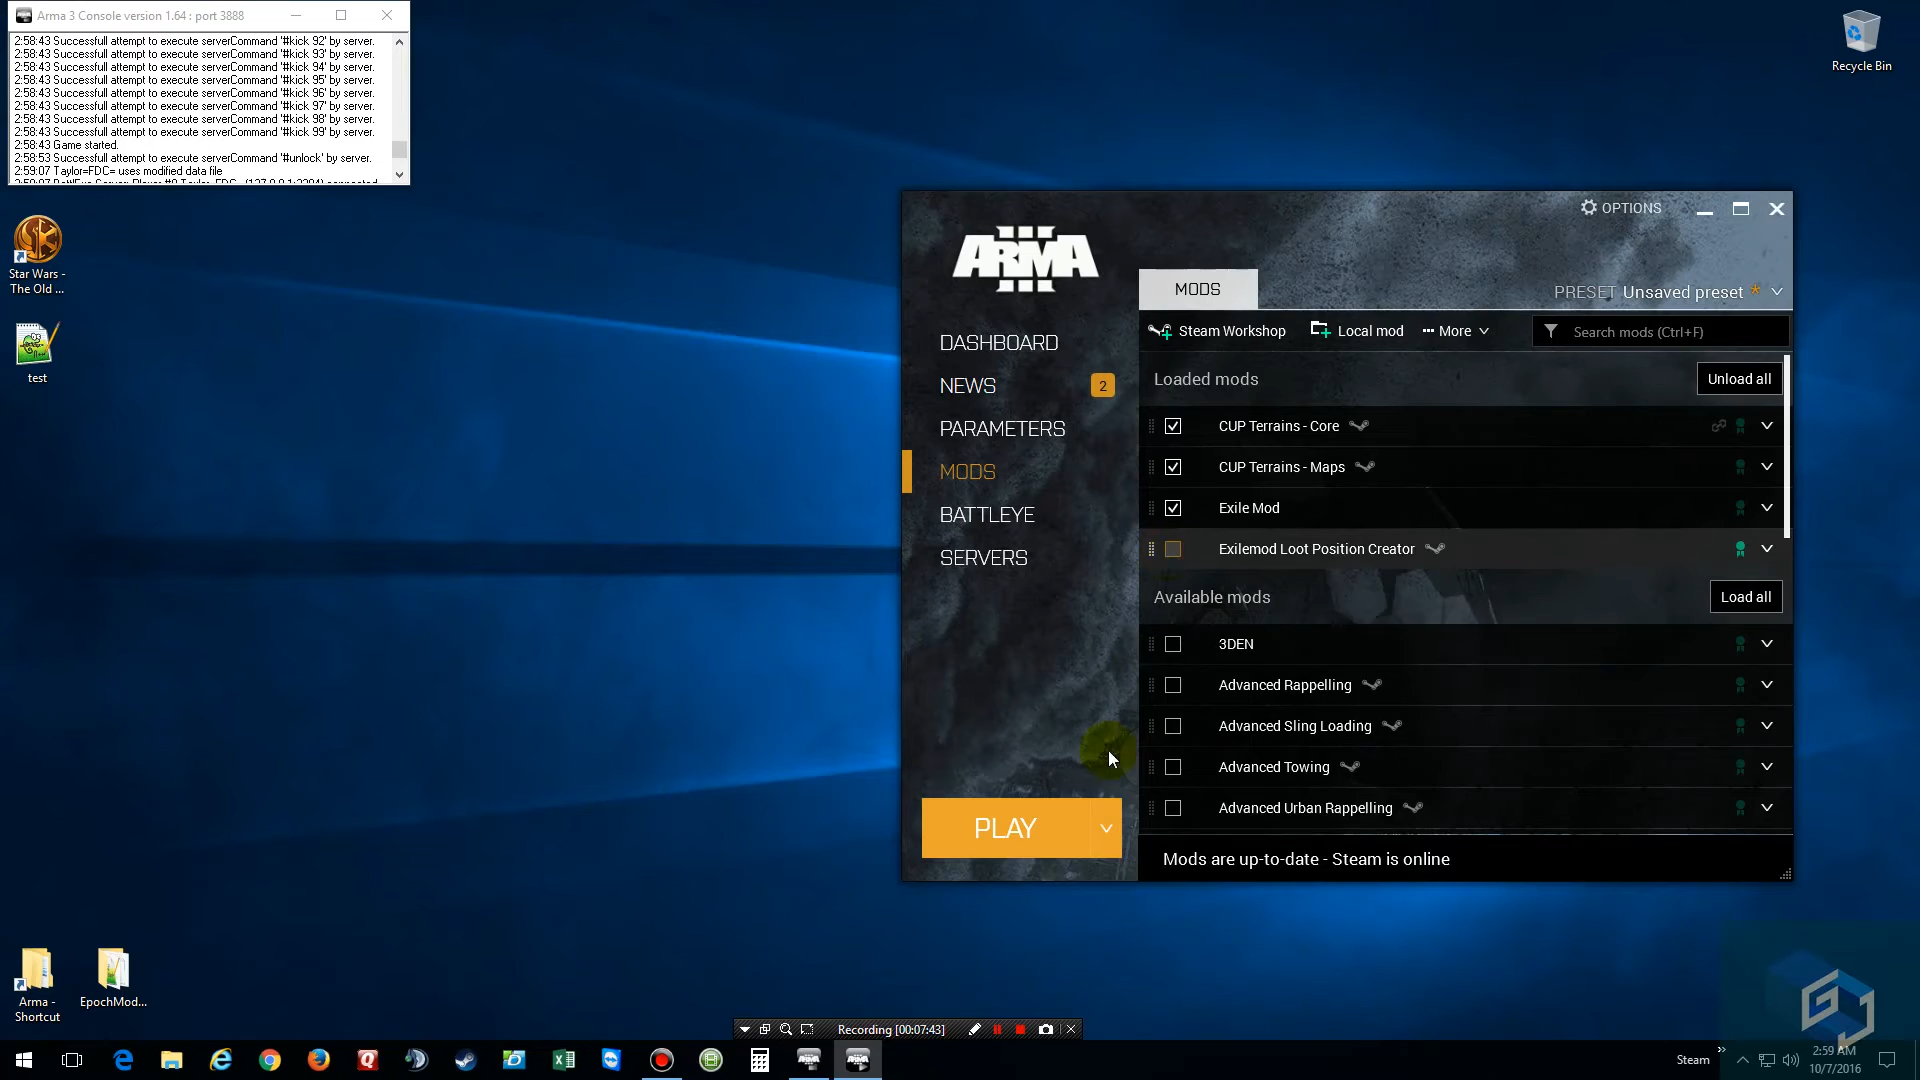 Arma 3 Console version 1.64 : port 3888
2:58:43 Successfull attempt to execute serverCommand '#kick 92' by server.
2:58:43 Successfull attempt to execute serverCommand '#kick 93' by server.
2:58:43 Successfull attempt to execute serverCommand '#kick 94' by server.
2:58:43 Successfull attempt to execute serverCommand '#kick 95' by server.
2:58:43 Successfull attempt to execute serverCommand '#kick 96' by server.
2:58:43 Successfull attempt to execute serverCommand '#kick 97' by server.
2:58:43 Successfull attempt to execute serverCommand '#kick 98' by server.
2:58:43 Successfull attempt to execute serverCommand '#kick 99' by server.
2:58:43 Game started.
2:58:53 Successfull attempt to execute serverCommand '#unlock' by server.
2:59:07 Taylor=FDC= uses modified data file
Recycle Bin
Star Wars -
The Old ...
test
Arma -
Shortcut
EpochMod...
OPTIONS
ARMA
III
MODS
PRESET Unsaved preset *
DASHBOARD
NEWS 2
PARAMETERS
MODS
BATTLEYE
SERVERS
PLAY
Steam Workshop
Local mod
More
Search mods (Ctrl+F)
Loaded mods
Unload all
CUP Terrains - Core
CUP Terrains - Maps
Exile Mod
Exilemod Loot Position Creator
Available mods
Load all
3DEN
Advanced Rappelling
Advanced Sling Loading
Advanced Towing
Advanced Urban Rappelling
Mods are up-to-date - Steam is online
Recording [00:07:43]
Steam
2:59 AM
10/7/2016